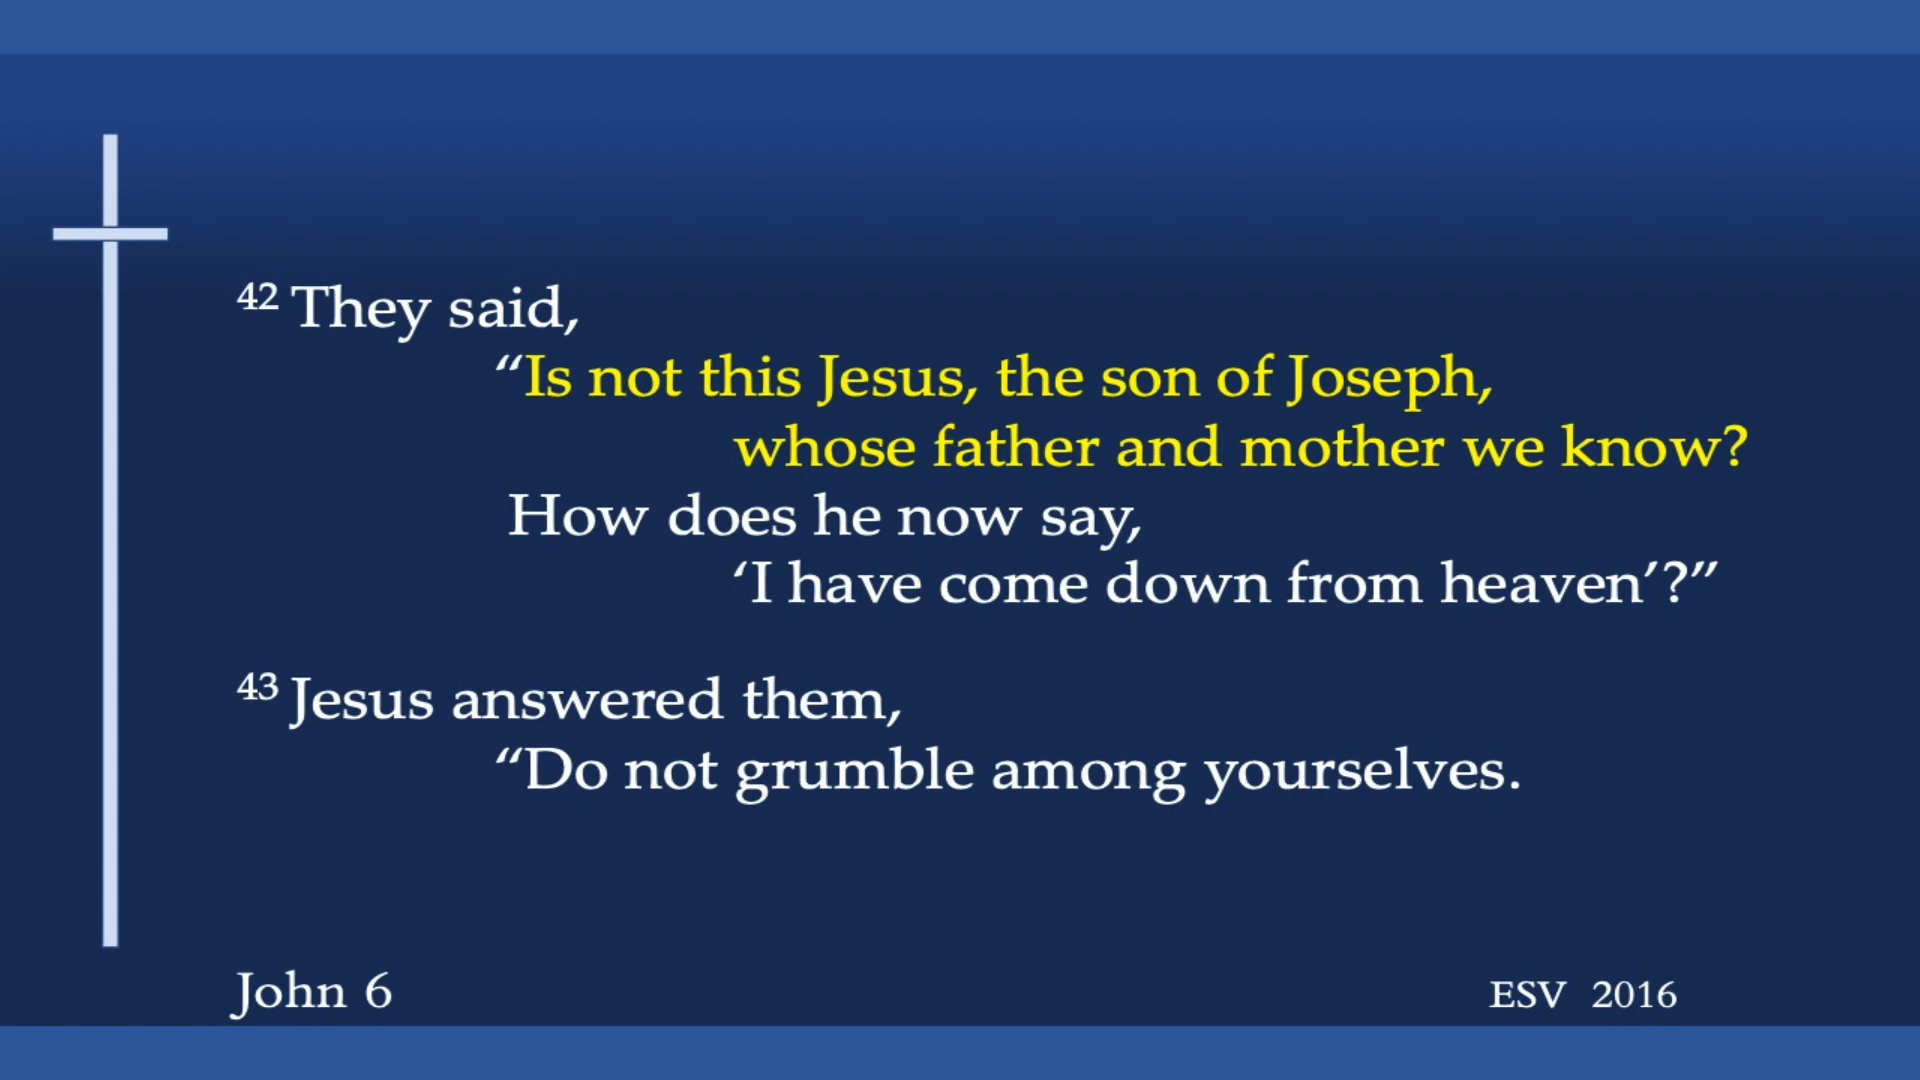 42 They said,
“Is not this Jesus, the son of Joseph,
whose father and mother we know?
How does he now say,
‘I have come down from heaven’?”
43 Jesus answered them,
“Do not grumble among yourselves.
John 6
ESV 2016